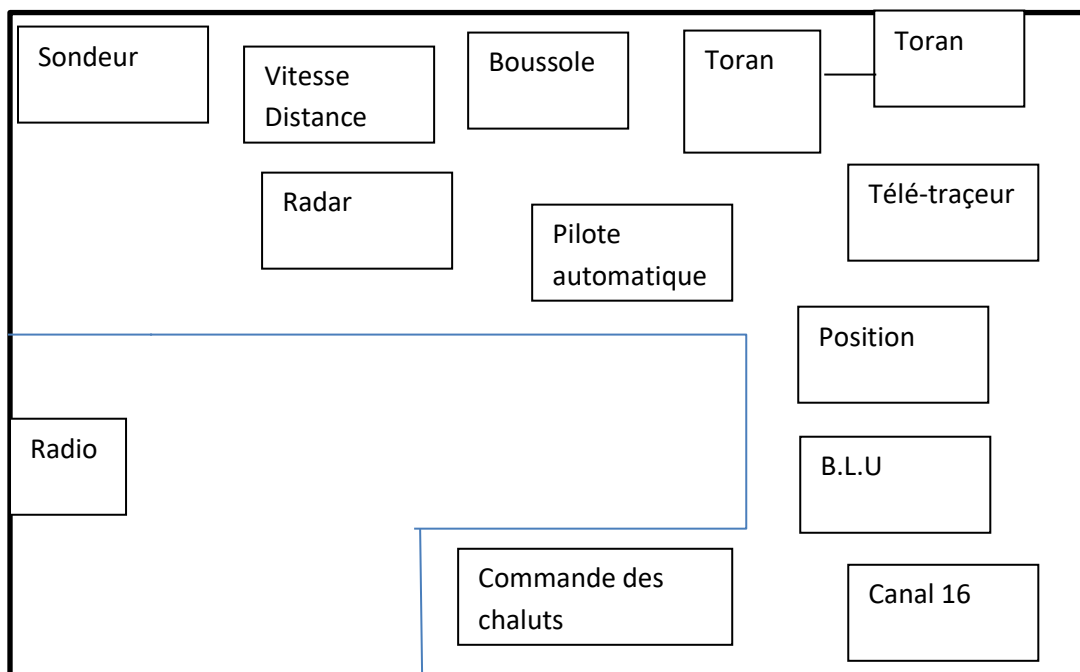 Sondeur
Vitesse
Distance
Boussole
Toran
Toran
Radar
Pilote
automatique
Télé-traçeur
Position
Radio
B.L.U
Commande des
chaluts
Canal 16